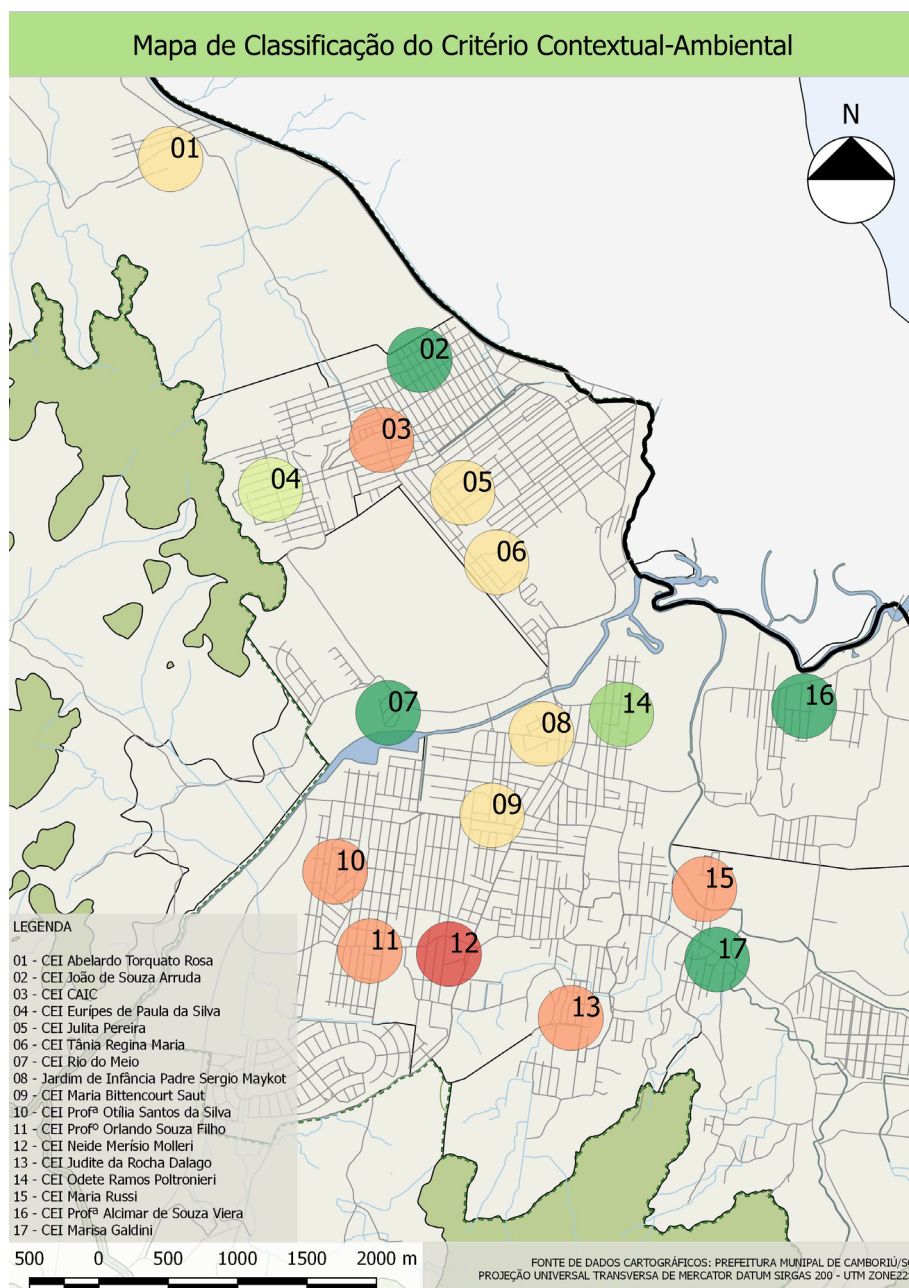 Mapa de Classificação do Critério Contextual-Ambiental
N
01
02
03
04
05
06
07
08
14
16
09
10
15
11
12
17
13
LEGENDA
01 - CEI Abelardo Torquato Rosa
02 - CEI João de Souza Arruda
03 - CEI CAIC
04 - CEI Eurípes de Paula da Silva
05 - CEI Julita Pereira
06 - CEI Tânia Regina Maria
07 - CEI Rio do Meio
08 - Jardim de Infância Padre Sergio Maykot
09 - CEI Maria Bittencourt Saut
10 - CEI Profª Otília Santos da Silva
11 - CEI Profº Orlando Souza Filho
12 - CEI Neide Merísio Molleri
13 - CEI Judite da Rocha Dalago
14 - CEI Odete Ramos Poltronieri
15 - CEI Maria Russi
16 - CEI Profª Alcimar de Souza Viera
17 - CEI Marisa Galdini
500 0 500 1000 1500 2000 m
FONTE DE DADOS CARTOGRÁFICOS: PREFEITURA MUNIPAL DE CAMBORIÚ/S
PROJEÇÃO UNIVERSAL TRANSVERSA DE MERCATOR DATUM SIRGAS 200 - UTM ZONE22